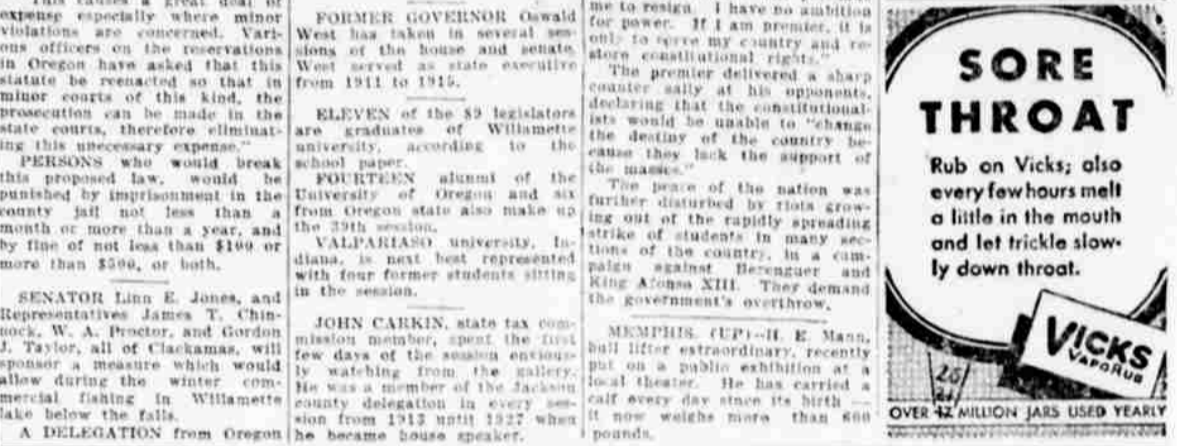 This causes a great deal of
expense especially where minor
violations are concerned. Vari-
ous officers on the reservations
in Oregon have asked that this
statute be reenacted so that in
minor courts of this kind, the
prosecution can be made in the
state courts, therefore eliminat-
ing this unecessary expense."
PERSONS who would break
this proposed law, would be
punished by imprisonment in the
county jail not less than a
month or more than a year, and
by fine of not less than $100 or
more than $500, or both.
SENATOR Linn E. Jones, and
Representatives James T. Chin-
nock, W. A. Proctor, and Gordon
J. Taylor, all of Clackamas, will
sponsor a measure which would
allow during the winter com-
mercial fishing in Willamette
lake below the falls.
A DELEGATION from Oregon
FORMER GOVERNOR Oswald
West has taken in several ses-
sions of the house and senate.
West served as state executive
from 1911 to 1915.
ELEVEN of the 89 legislators
are graduates of Willamette
university, according to the
school paper.
FOURTEEN alumni of the
University of Oregon and six
from Oregon state also make up
the 39th session.
VALPARIASO university, In-
diana, is next best represented
with four former students sitting
in the session.
JOHN CARKIN, state tax com-
mission member, spent the first
few days of the session envious-
ly watching from the gallery.
He was a member of the Jackson
county delegation in every ses-
sion from 1915 until 1927 when
he became house speaker.
me to resign. I have no ambition
for power. If I am premier, it is
only to serve my country and re-
store constitutional rights."
The premier delivered a sharp
counter sally at his opponents,
declaring that the constitutional-
ists would be unable to "change
the destiny of the country be-
cause they lack the support of
the masses."
The peace of the nation was
further disturbed by riots grow-
ing out of the rapidly spreading
strike of students in many sec-
tions of the country, in a cam-
paign against Berenguer and
King Afonso XIII. They demand
the government's overthrow.
MEMPHIS, (UP)--H. E. Mann,
bull lifter extraordinary, recently
put on a public exhibition at a
local theater. He has carried a
calf every day since its birth —
it now weighs more than 600
pounds.
SORE
THROAT
Rub on Vicks; also
every few hours melt
a little in the mouth
and let trickle slow-
ly down throat.
VICKS
VAPORUB
26
OVER MILLION JARS USED YEARLY